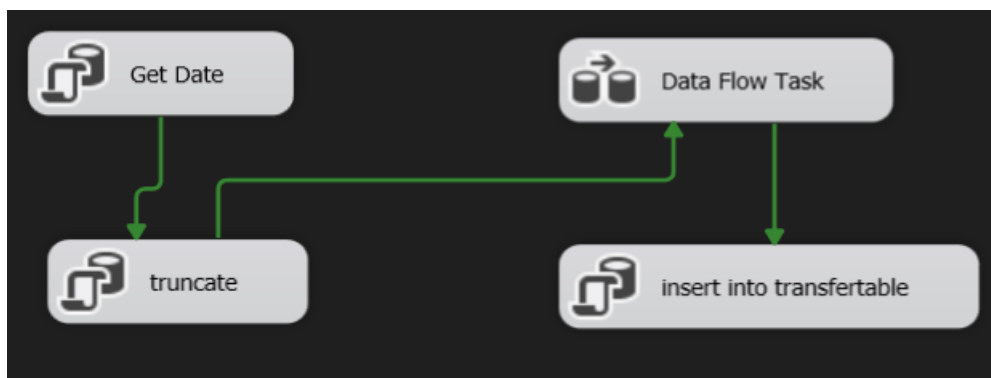 Get Date
Data Flow Task
truncate
insert into transfertable